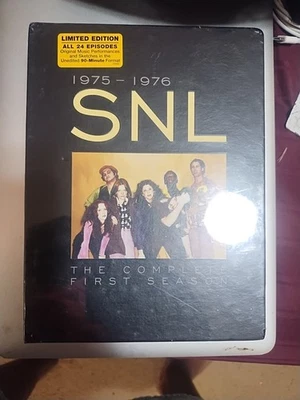 LIMITED EDITION
ALL 24 EPISODES
Original Music Performances
and Sketches in the
Unedited 90-Minute Format
1975 - 1976
SNL
THE COMPLETE
FIRST SEAS